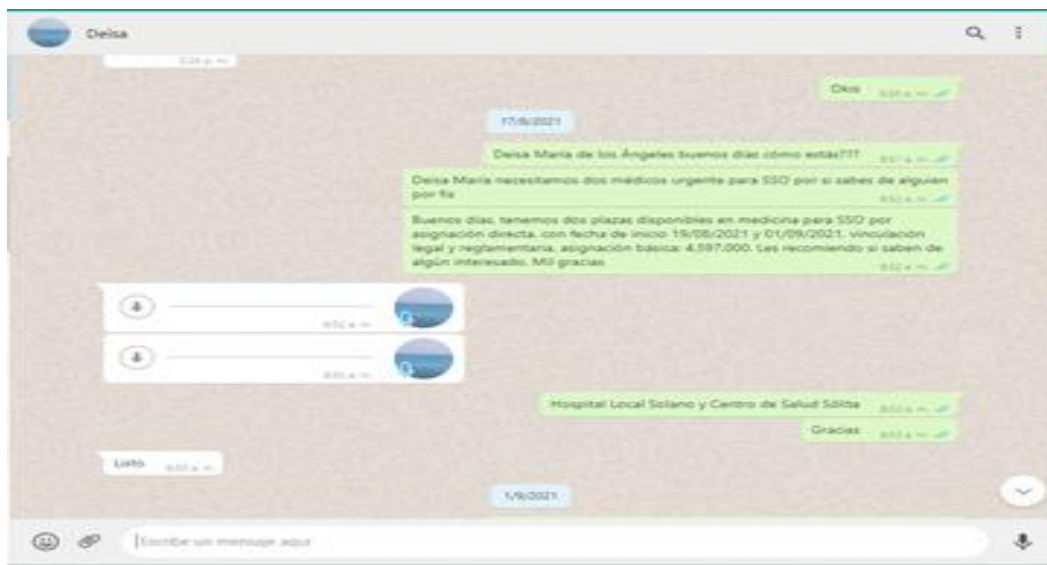 Deisa
Okis
17/8/2021
Deisa María de los Ángeles buenos días cómo estás???
Deisa María necesitamos dos médicos urgente para SSO por si sabes de alguien
por fis
Buenos días, tenemos dos plazas disponibles en medicina para SSO por
asignación directa, con fecha de inicio 19/08/2021 y 01/09/2021, vinculación
legal y reglamentaria, asignación básica: 4.597.000. Les recomiendo si saben de
algún interesado. Mil gracias
Hospital Local Solano y Centro de Salud Sólita
Gracias
Listo
1/9/2021
Escribe un mensaje aquí